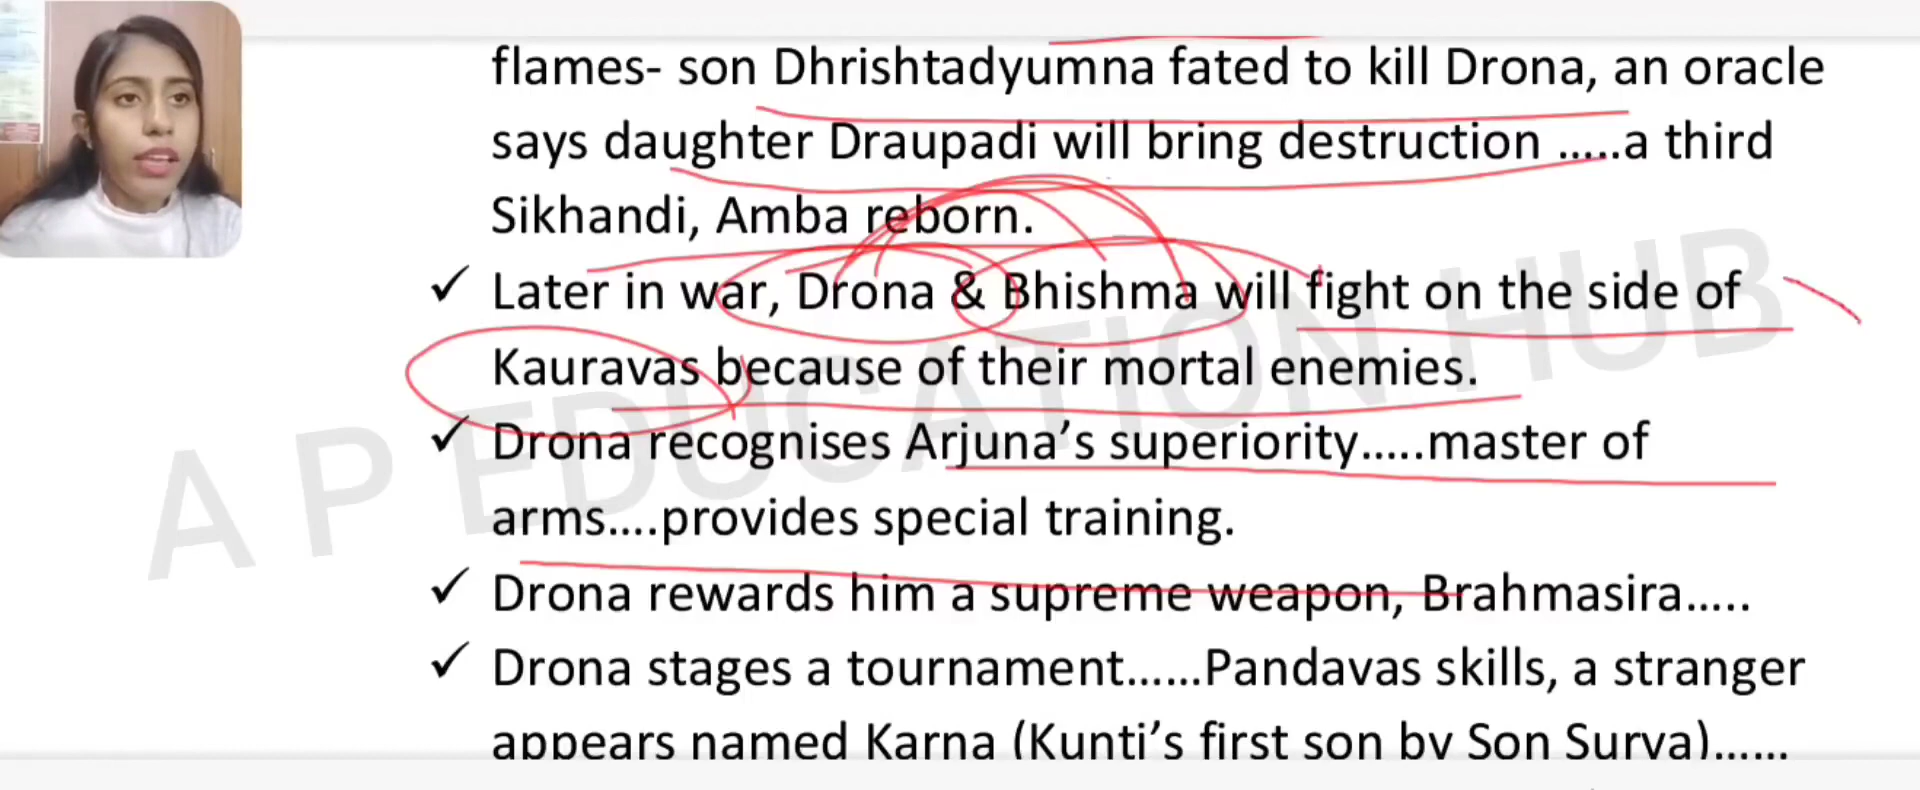 flames- son Dhrishtadyumna fated to kill Drona, an oracle
says daughter Draupadi will bring destruction .....a third
Sikhandi, Amba reborn.
✓ Later in war, Drona & Bhishma will fight on the side of
Kauravas because of their mortal enemies.
✓ Drona recognises Arjuna’s superiority.....master of
arms....provides special training.
✓ Drona rewards him a supreme weapon, Brahmasira.....
✓ Drona stages a tournament......Pandavas skills, a stranger
appears named Karna (Kunti’s first son by Son Surya)......
A P EDUCATION HUB